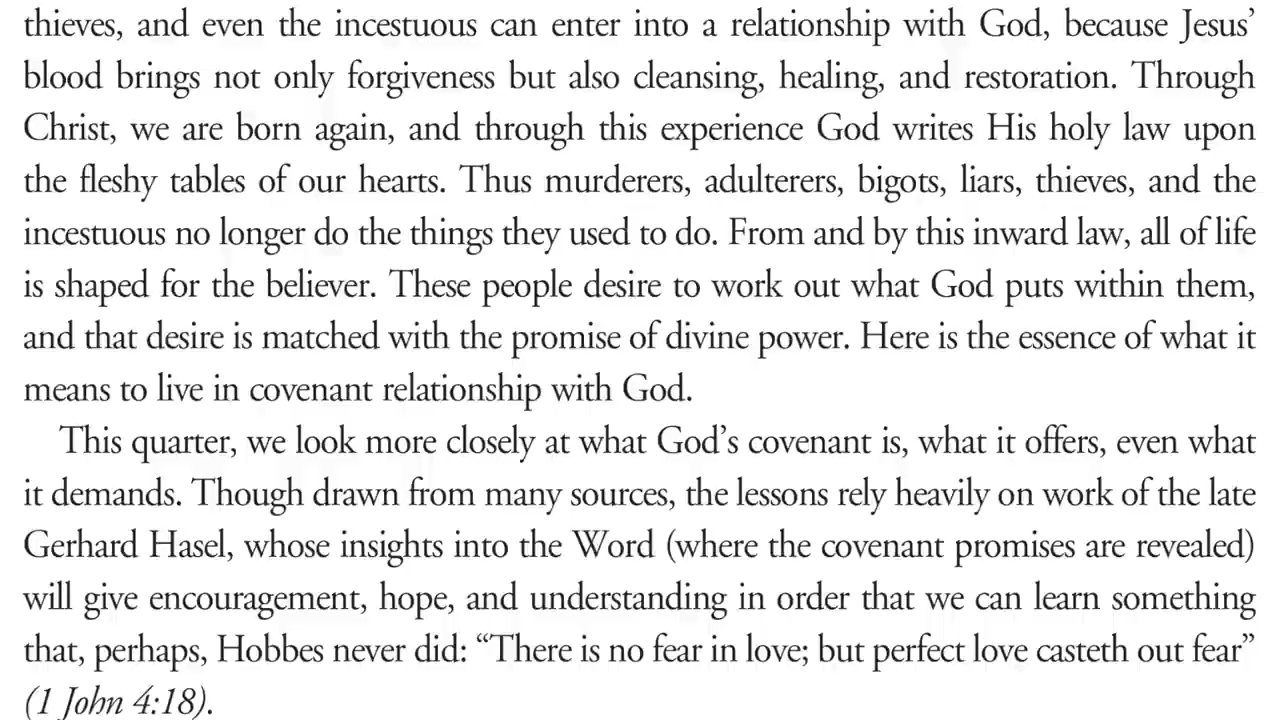 thieves, and even the incestuous can enter into a relationship with God, because Jesus’
blood brings not only forgiveness but also cleansing, healing, and restoration. Through
Christ, we are born again, and through this experience God writes His holy law upon
the fleshy tables of our hearts. Thus murderers, adulterers, bigots, liars, thieves, and the
incestuous no longer do the things they used to do. From and by this inward law, all of life
is shaped for the believer. These people desire to work out what God puts within them,
and that desire is matched with the promise of divine power. Here is the essence of what it
means to live in covenant relationship with God.
This quarter, we look more closely at what God’s covenant is, what it offers, even what
it demands. Though drawn from many sources, the lessons rely heavily on work of the late
Gerhard Hasel, whose insights into the Word (where the covenant promises are revealed)
will give encouragement, hope, and understanding in order that we can learn something
that, perhaps, Hobbes never did: “There is no fear in love; but perfect love casteth out fear”
(1 John 4:18).